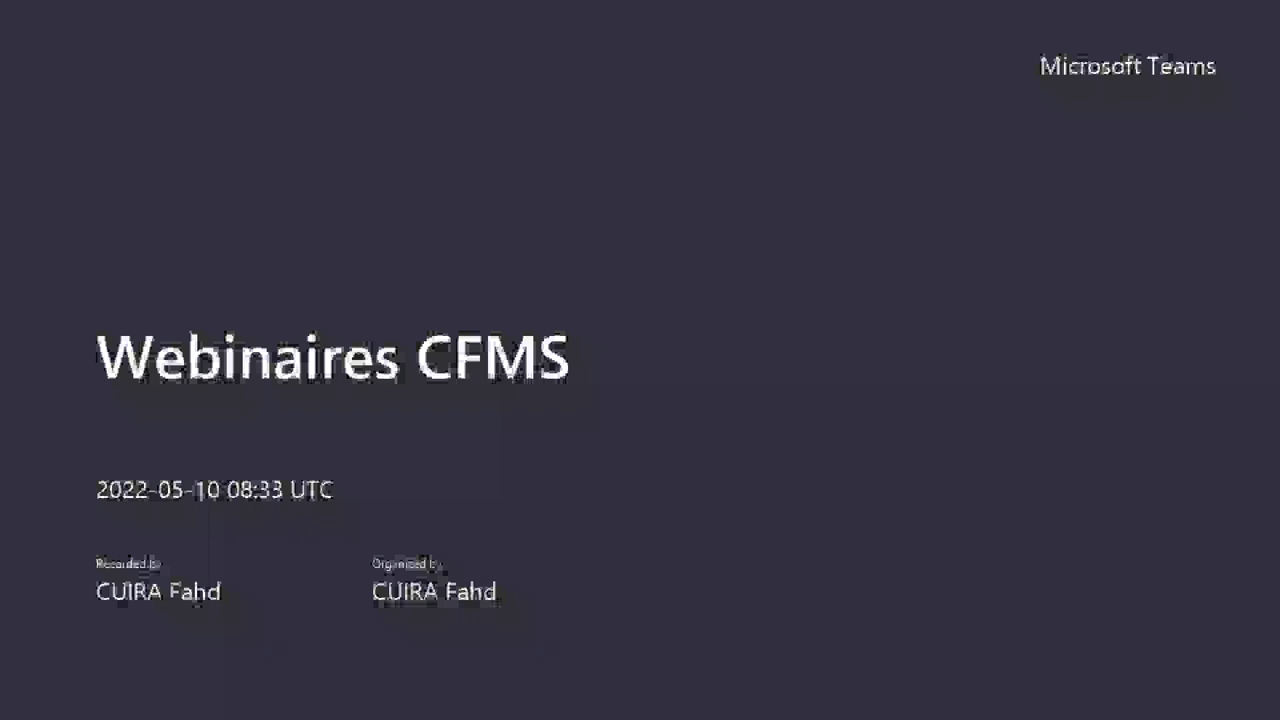 Microsoft Teams
Webinaires CFMS
2022-05-10 08:33 UTC
Recorded by
Organized by
CUIRA Fahd
CUIRA Fahd